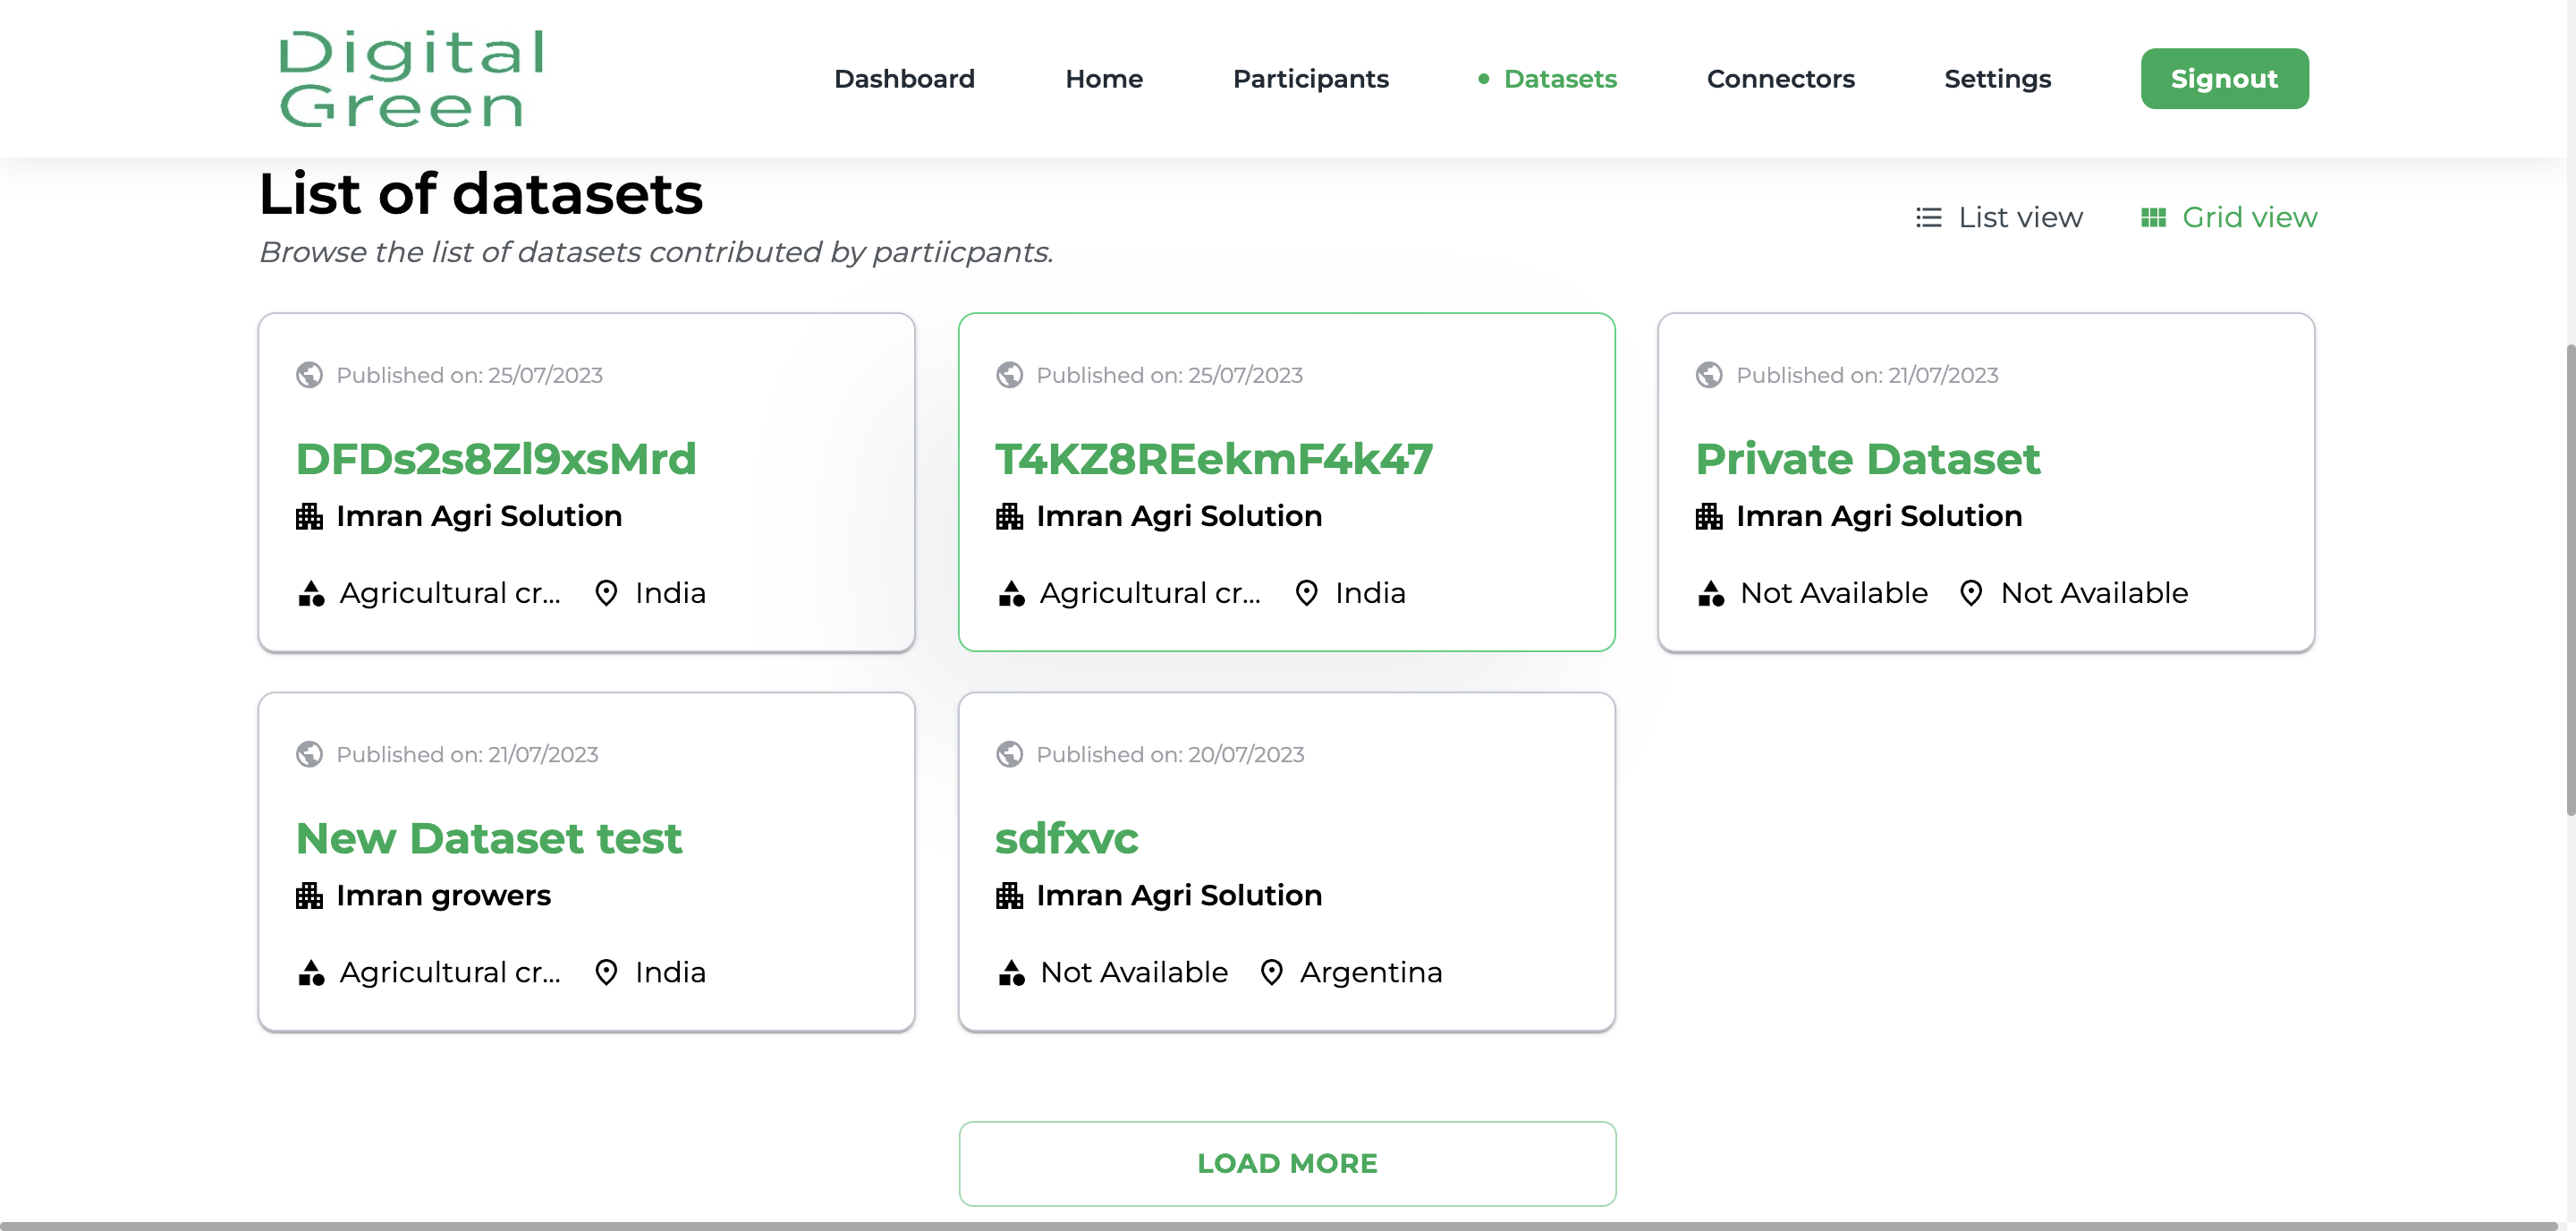 Digital
Green
Dashboard Home Participants Datasets Connectors Settings Signout
List of datasets
List view Grid view
Browse the list of datasets contributed by partiicpants.
Published on: 25/07/2023
DFDs2s8Zl9xsMrd
Imran Agri Solution
Agricultural cr... India
Published on: 25/07/2023
T4KZ8REekmF4k47
Imran Agri Solution
Agricultural cr... India
Published on: 21/07/2023
Private Dataset
Imran Agri Solution
Not Available Not Available
Published on: 21/07/2023
New Dataset test
Imran growers
Agricultural cr... India
Published on: 20/07/2023
sdfxvc
Imran Agri Solution
Not Available Argentina
LOAD MORE